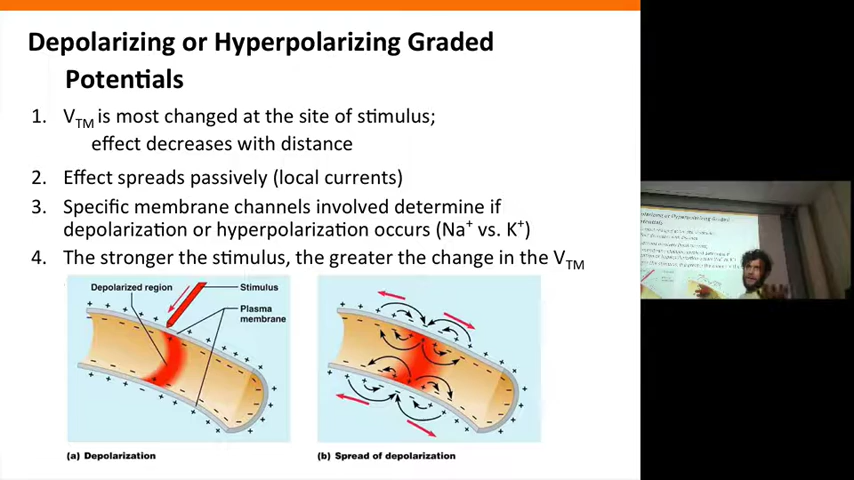 Depolarizing or Hyperpolarizing Graded
Potentials
1. VTM is most changed at the site of stimulus;
effect decreases with distance
2. Effect spreads passively (local currents)
3. Specific membrane channels involved determine if
depolarization or hyperpolarization occurs (Na+ vs. K+)
4. The stronger the stimulus, the greater the change in the VTM
Depolarized region
Stimulus
Plasma
membrane
(a) Depolarization
(b) Spread of depolarization